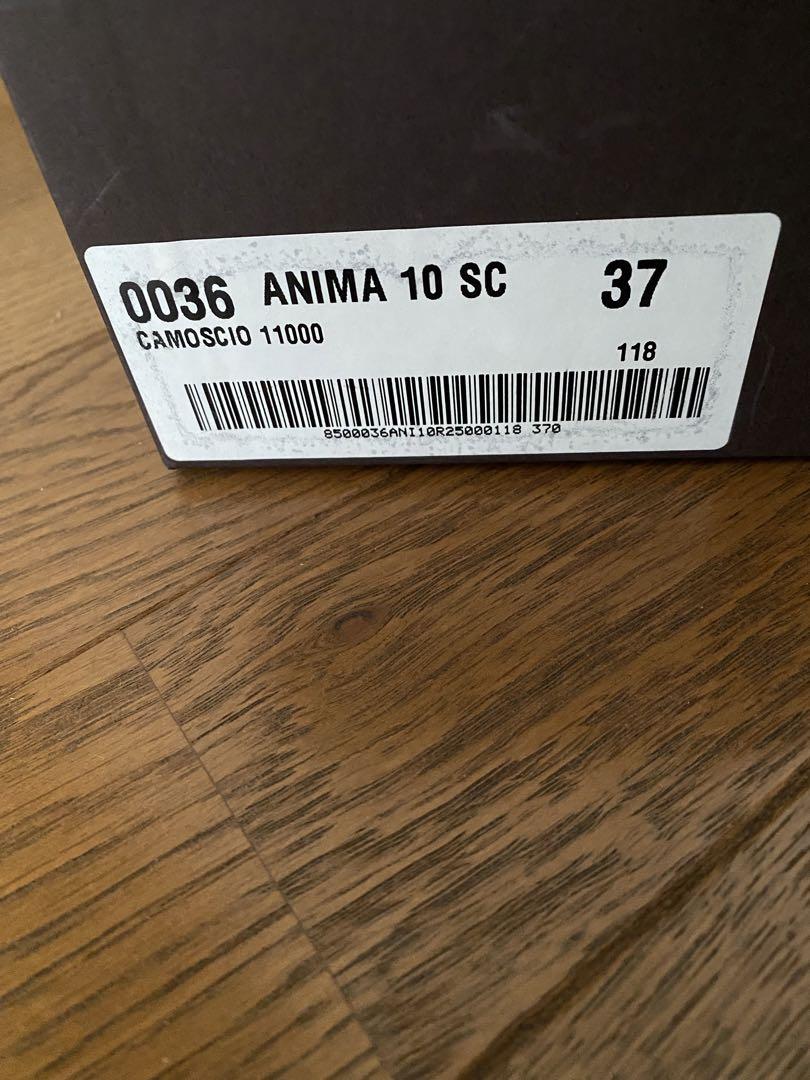 0036 ANIMA 10 SC 37
CAMOSCIO 11000
118
8500036ANI10R25000118 370